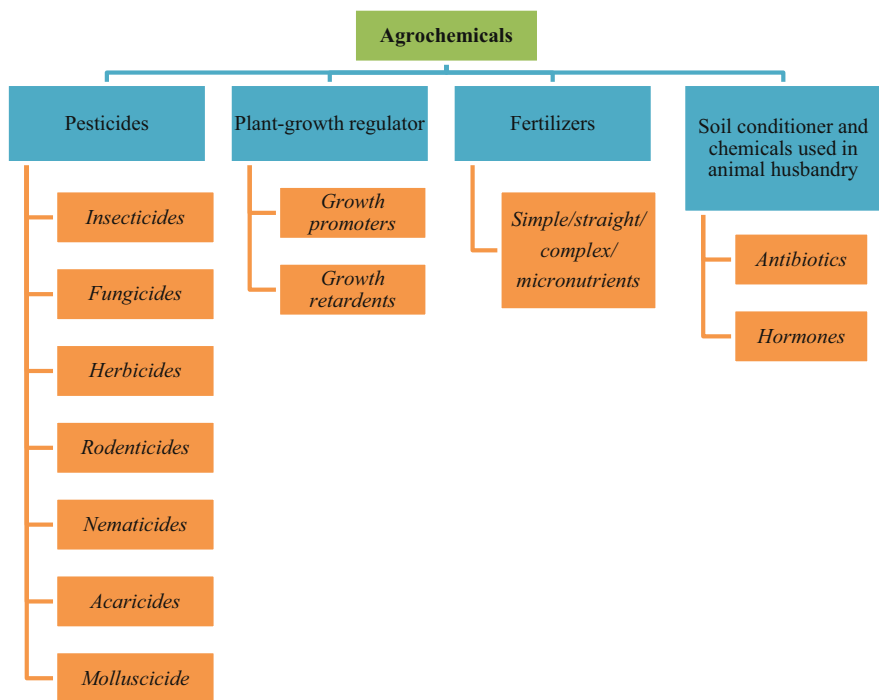 Agrochemicals
Pesticides
Insecticides
Fungicides
Herbicides
Rodenticides
Nematicides
Acaricides
Molluscicide
Plant-growth regulator
Growth
promoters
Growth
retardents
Fertilizers
Simple/straight/
complex/
micronutrients
Soil conditioner and
chemicals used in
animal husbandry
Antibiotics
Hormones